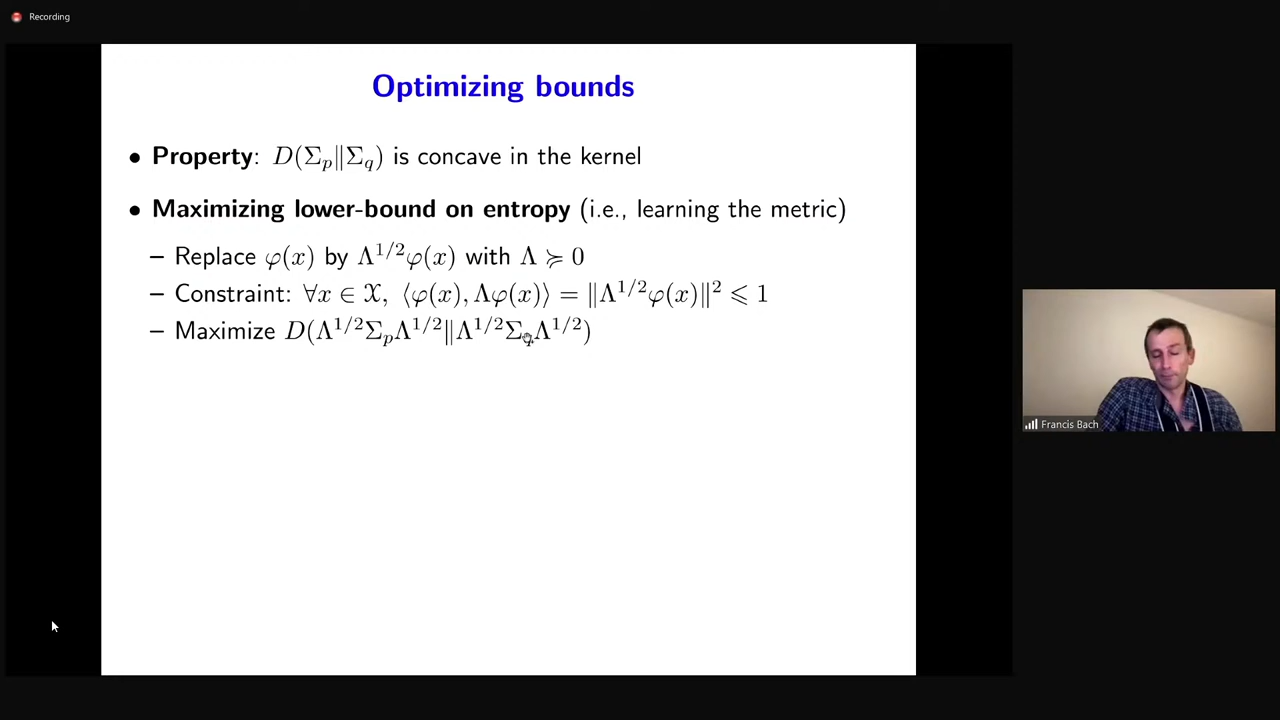 Recording
Optimizing bounds
• Property: D(Σ_p‖Σ_q) is concave in the kernel
• Maximizing lower-bound on entropy (i.e., learning the metric)
– Replace φ(x) by Λ^{1/2}φ(x) with Λ ≽ 0
– Constraint: ∀x ∈ 𝒳, ⟨φ(x), Λφ(x)⟩ = ‖Λ^{1/2}φ(x)‖² ⩽ 1
– Maximize D(Λ^{1/2}Σ_pΛ^{1/2}‖Λ^{1/2}Σ_qΛ^{1/2})
Francis Bach